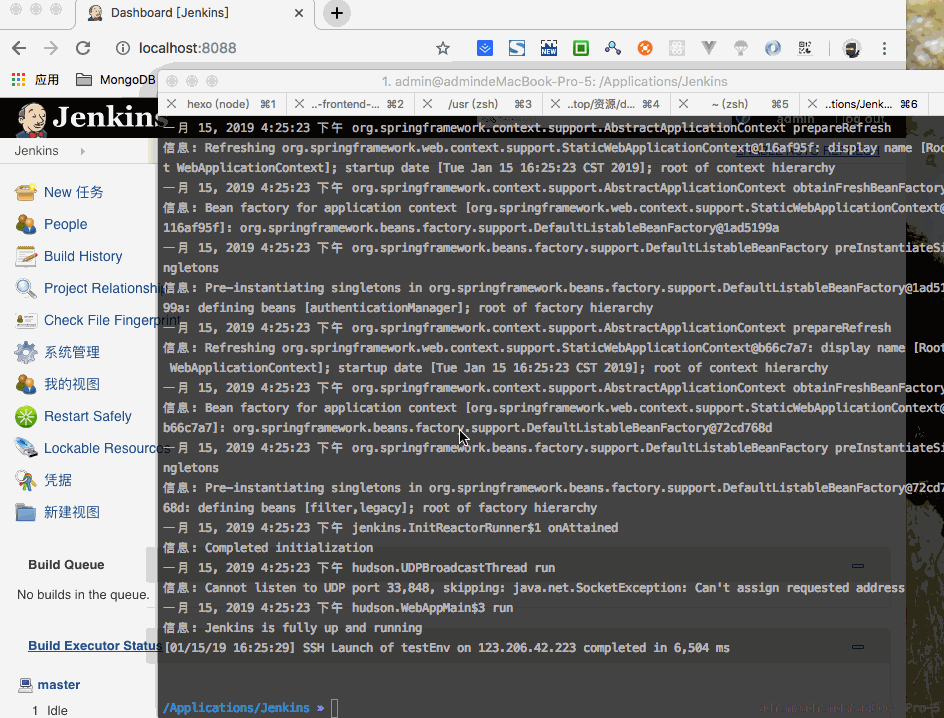 Dashboard [Jenkins]
localhost:8088
NEW
应用
MongoDB
1. admin@admindeMacBook-Pro-5: /Applications/Jenkins
hexo (node) ⌘1
..-frontend-... ⌘2
/usr (zsh) ⌘3
..top/资源/d... ⌘4
~ (zsh) ⌘5
..tions/Jenk... ⌘6
Jenkins
Jenkins
New 任务
People
Build History
Project Relationship
Check File Fingerprint
系统管理
我的视图
Restart Safely
Lockable Resources
凭据
新建视图
Build Queue
No builds in the queue.
Build Executor Status
master
1 Idle
admin
log out
一月 15, 2019 4:25:23 下午 org.springframework.context.support.AbstractApplicationContext prepareRefresh
信息: Refreshing org.springframework.web.context.support.StaticWebApplicationContext@116af95f: display name [Roo
t WebApplicationContext]; startup date [Tue Jan 15 16:25:23 CST 2019]; root of context hierarchy
一月 15, 2019 4:25:23 下午 org.springframework.context.support.AbstractApplicationContext obtainFreshBeanFactory
信息: Bean factory for application context [org.springframework.web.context.support.StaticWebApplicationContext@
116af95f]: org.springframework.beans.factory.support.DefaultListableBeanFactory@1ad5199a
一月 15, 2019 4:25:23 下午 org.springframework.beans.factory.support.DefaultListableBeanFactory preInstantiateSi
ngletons
信息: Pre-instantiating singletons in org.springframework.beans.factory.support.DefaultListableBeanFactory@1ad51
99a: defining beans [authenticationManager]; root of factory hierarchy
一月 15, 2019 4:25:23 下午 org.springframework.context.support.AbstractApplicationContext prepareRefresh
信息: Refreshing org.springframework.web.context.support.StaticWebApplicationContext@b66c7a7: display name [Root
WebApplicationContext]; startup date [Tue Jan 15 16:25:23 CST 2019]; root of context hierarchy
一月 15, 2019 4:25:23 下午 org.springframework.context.support.AbstractApplicationContext obtainFreshBeanFactory
信息: Bean factory for application context [org.springframework.web.context.support.StaticWebApplicationContext@
b66c7a7]: org.springframework.beans.factory.support.DefaultListableBeanFactory@72cd768d
一月 15, 2019 4:25:23 下午 org.springframework.beans.factory.support.DefaultListableBeanFactory preInstantiateSi
ngletons
信息: Pre-instantiating singletons in org.springframework.beans.factory.support.DefaultListableBeanFactory@72cd7
68d: defining beans [filter,legacy]; root of factory hierarchy
一月 15, 2019 4:25:23 下午 jenkins.InitReactorRunner$1 onAttained
信息: Completed initialization
一月 15, 2019 4:25:23 下午 hudson.UDPBroadcastThread run
信息: Cannot listen to UDP port 33,848, skipping: java.net.SocketException: Can't assign requested address
一月 15, 2019 4:25:23 下午 hudson.WebAppMain$3 run
信息: Jenkins is fully up and running
[01/15/19 16:25:29] SSH Launch of testEnv on 123.206.42.223 completed in 6,504 ms
/Applications/Jenkins »